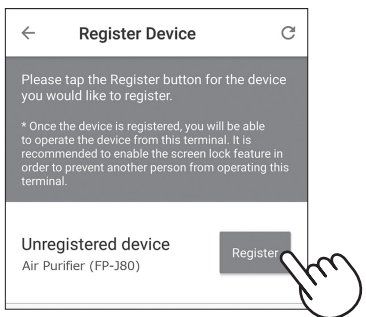 Register Device
Please tap the Register button for the device
you would like to register.
* Once the device is registered, you will be able
to operate the device from this terminal. It is
recommended to enable the screen lock feature in
order to prevent another person from operating this
terminal.
Unregistered device
Register
Air Purifier (FP-J80)